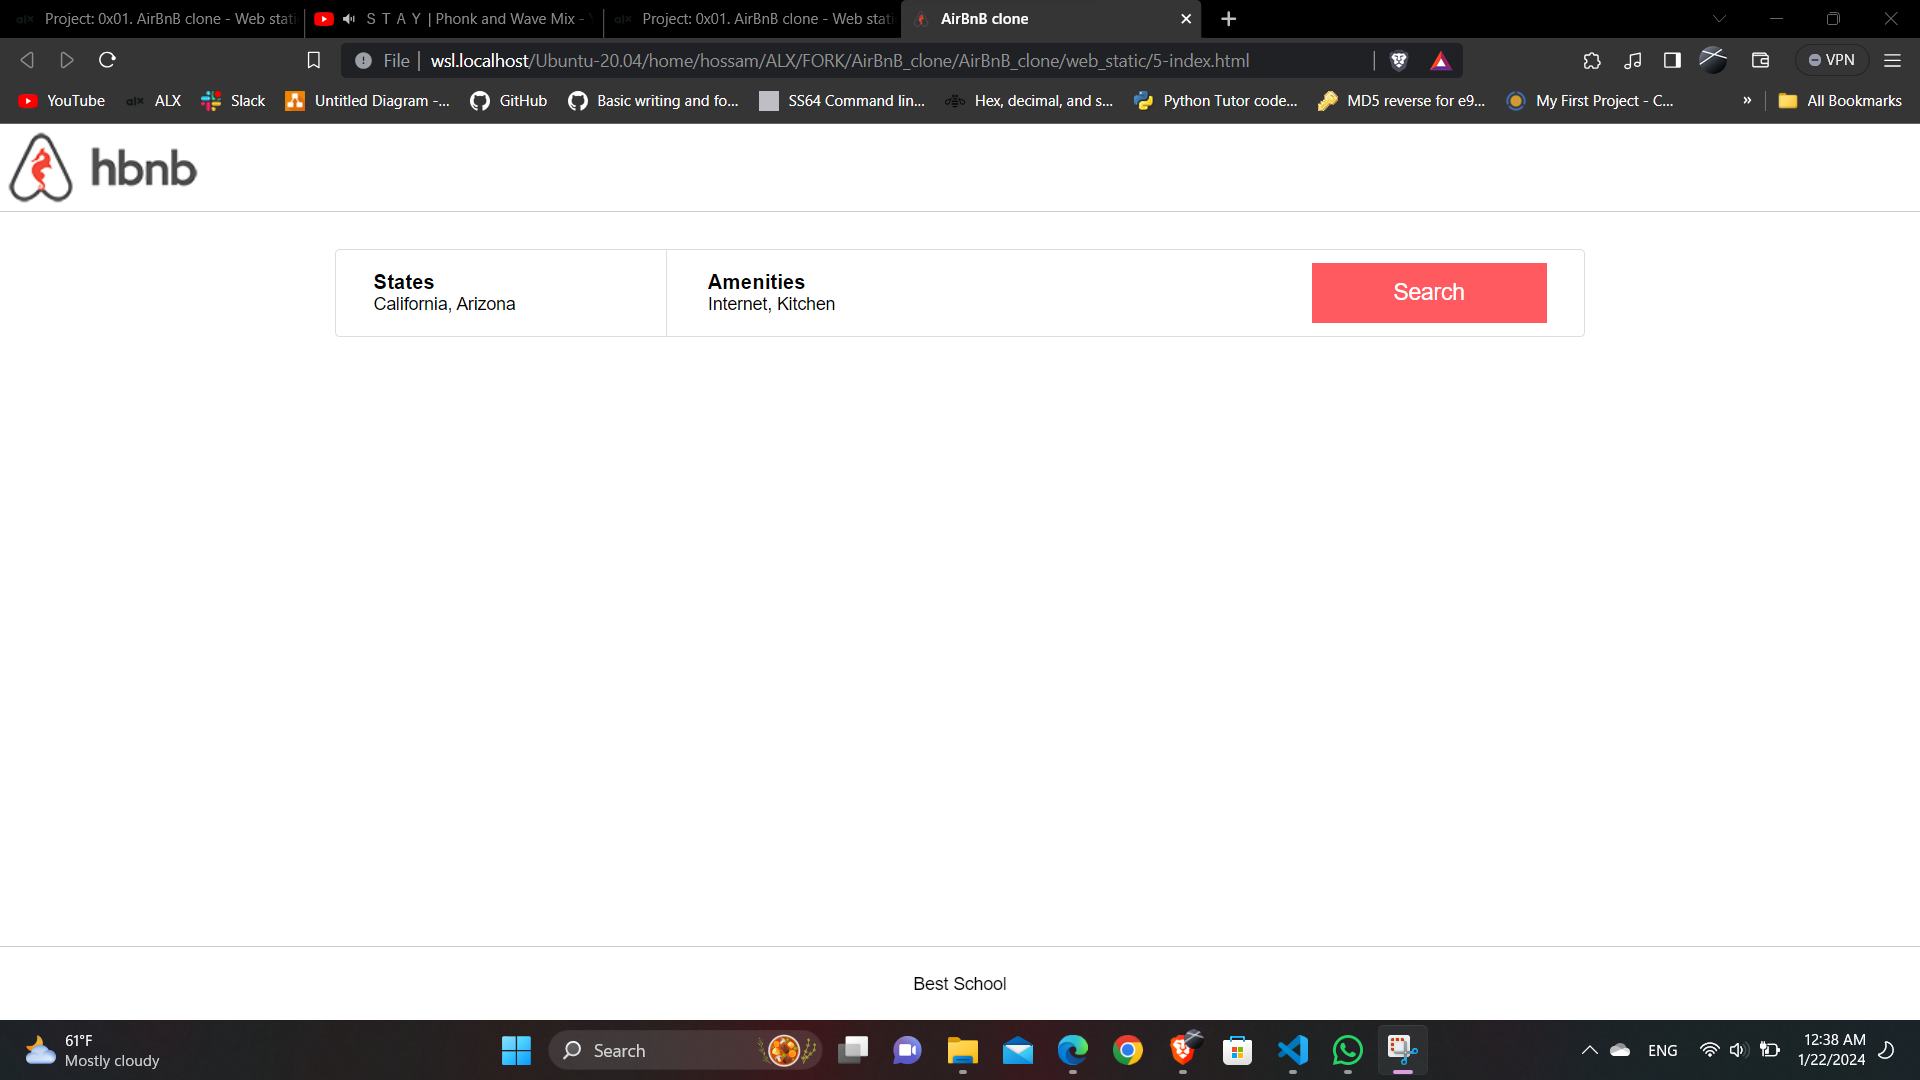 Project: 0x01. AirBnB clone - Web stati
S T A Y | Phonk and Wave Mix - Y
Project: 0x01. AirBnB clone - Web stati
AirBnB clone
File | wsl.localhost/Ubuntu-20.04/home/hossam/ALX/FORK/AirBnB_clone/AirBnB_clone/web_static/5-index.html
VPN
YouTube
alx ALX
Slack
Untitled Diagram -...
GitHub
Basic writing and fo...
SS64 Command lin...
Hex, decimal, and s...
Python Tutor code...
MD5 reverse for e9...
My First Project - C...
»
All Bookmarks
hbnb
States
California, Arizona
Amenities
Internet, Kitchen
Search
Best School
61°F
Mostly cloudy
Search
ENG
12:38 AM
1/22/2024